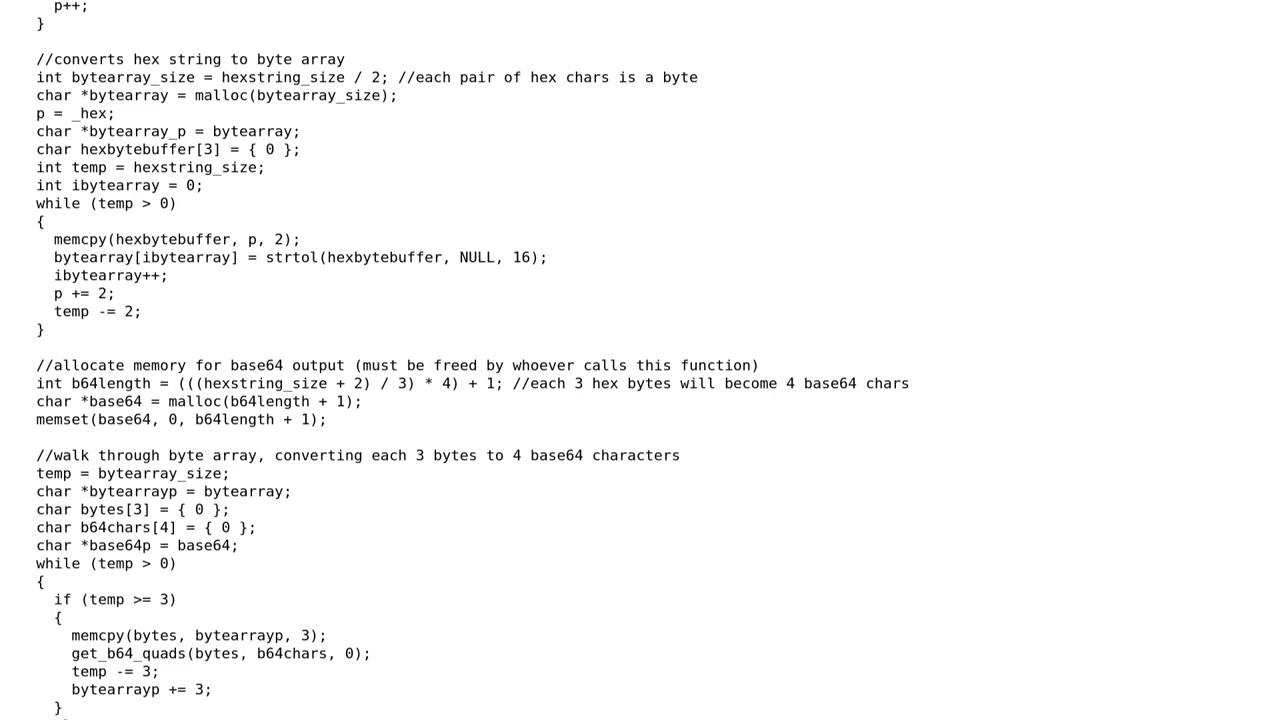 p++;
}
//converts hex string to byte array
int bytearray_size = hexstring_size / 2; //each pair of hex chars is a byte
char *bytearray = malloc(bytearray_size);
p = _hex;
char *bytearray_p = bytearray;
char hexbytebuffer[3] = { 0 };
int temp = hexstring_size;
int ibytearray = 0;
while (temp > 0)
{
memcpy(hexbytebuffer, p, 2);
bytearray[ibytearray] = strtol(hexbytebuffer, NULL, 16);
ibytearray++;
p += 2;
temp -= 2;
}
//allocate memory for base64 output (must be freed by whoever calls this function)
int b64length = (((hexstring_size + 2) / 3) * 4) + 1; //each 3 hex bytes will become 4 base64 chars
char *base64 = malloc(b64length + 1);
memset(base64, 0, b64length + 1);
//walk through byte array, converting each 3 bytes to 4 base64 characters
temp = bytearray_size;
char *bytearrayp = bytearray;
char bytes[3] = { 0 };
char b64chars[4] = { 0 };
char *base64p = base64;
while (temp > 0)
{
if (temp >= 3)
{
memcpy(bytes, bytearrayp, 3);
get_b64_quads(bytes, b64chars, 0);
temp -= 3;
bytearrayp += 3;
}